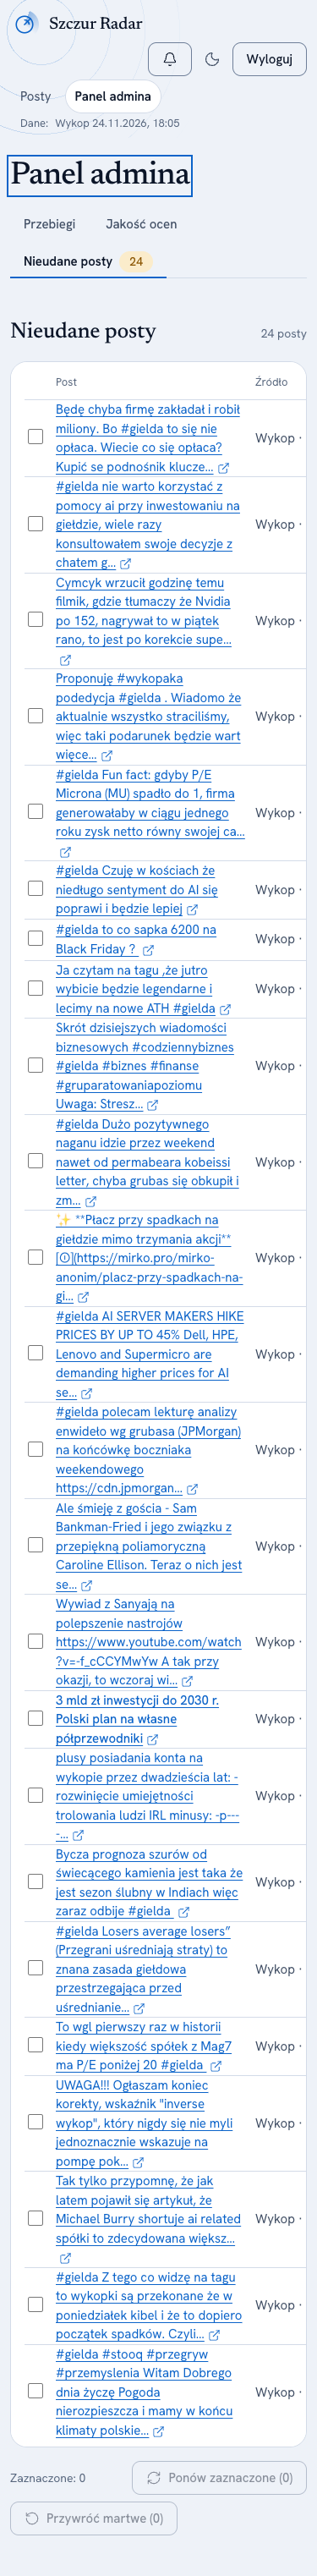 Szczur Radar
Wyloguj
Posty
Panel admina
Dane: Wykop 24.11.2026, 18:05
Panel admina
Przebiegi
Jakość ocen
Nieudane posty 24
Nieudane posty
24 posty
Post
Źródło
Będę chyba firmę zakładał i robił
miliony. Bo #gielda to się nie
opłaca. Wiecie co się opłaca?
Kupić se podnośnik klucze...
Wykop ·
#gielda nie warto korzystać z
pomocy ai przy inwestowaniu na
giełdzie, wiele razy
konsultowałem swoje decyzje z
chatem g...
Wykop ·
Cymcyk wrzucił godzinę temu
filmik, gdzie tłumaczy że Nvidia
po 152, nagrywał to w piątek
rano, to jest po korekcie supe...
Wykop ·
Proponuję #wykopaka
podedycja #gielda . Wiadomo że
aktualnie wszystko straciliśmy,
więc taki podarunek będzie wart
więce...
Wykop ·
#gielda Fun fact: gdyby P/E
Microna (MU) spadło do 1, firma
generowałaby w ciągu jednego
roku zysk netto równy swojej ca...
Wykop ·
#gielda Czuję w kościach że
niedługo sentyment do AI się
poprawi i będzie lepiej
Wykop ·
#gielda to co sapka 6200 na
Black Friday ?
Wykop ·
Ja czytam na tagu ,że jutro
wybicie będzie legendarne i
lecimy na nowe ATH #gielda
Wykop ·
Skrót dzisiejszych wiadomości
biznesowych #codziennybiznes
#gielda #biznes #finanse
#gruparatowaniapoziomu
Uwaga: Stresz...
Wykop ·
#gielda Dużo pozytywnego
naganu idzie przez weekend
nawet od permabeara kobeissi
letter, chyba grubas się obkupił i
zm...
Wykop ·
✨ **Płacz przy spadkach na
giełdzie mimo trzymania akcji**
[①](https://mirko.pro/mirko-
anonim/placz-przy-spadkach-na-
gi...
Wykop ·
#gielda AI SERVER MAKERS HIKE
PRICES BY UP TO 45% Dell, HPE,
Lenovo and Supermicro are
demanding higher prices for AI
se...
Wykop ·
#gielda polecam lekturę analizy
enwideło wg grubasa (JPMorgan)
na końcówkę boczniaka
weekendowego
https://cdn.jpmorgan...
Wykop ·
Ale śmieję z gościa - Sam
Bankman-Fried i jego związku z
przepiękną poliamoryczną
Caroline Ellison. Teraz o nich jest
se...
Wykop ·
Wywiad z Sanyają na
polepszenie nastrojów
https://www.youtube.com/watch
?v=-f_cCCYMwYw A tak przy
okazji, to wczoraj wi...
Wykop ·
3 mld zł inwestycji do 2030 r.
Polski plan na własne
półprzewodniki
Wykop ·
plusy posiadania konta na
wykopie przez dwadzieścia lat: -
rozwinięcie umiejętności
trolowania ludzi IRL minusy: -p---
-...
Wykop ·
Bycza prognoza szurów od
świecącego kamienia jest taka że
jest sezon ślubny w Indiach więc
zaraz odbije #gielda
Wykop ·
#gielda Losers average losers”
(Przegrani uśredniają straty) to
znana zasada giełdowa
przestrzegająca przed
uśrednianie...
Wykop ·
To wgl pierwszy raz w historii
kiedy większość spółek z Mag7
ma P/E poniżej 20 #gielda
Wykop ·
UWAGA!!! Ogłaszam koniec
korekty, wskaźnik "inverse
wykop", który nigdy się nie myli
jednoznacznie wskazuje na
pompę pok...
Wykop ·
Tak tylko przypomnę, że jak
latem pojawił się artykuł, że
Michael Burry shortuje ai related
spółki to zdecydowana większ...
Wykop ·
#gielda Z tego co widzę na tagu
to wykopki są przekonane że w
poniedziałek kibel i że to dopiero
początek spadków. Czyli...
Wykop ·
#gielda #stooq #przegryw
#przemyslenia Witam Dobrego
dnia życzę Pogoda
nierozpieszcza i mamy w końcu
klimaty polskie...
Wykop ·
Zaznaczone: 0
Ponów zaznaczone (0)
Przywróć martwe (0)